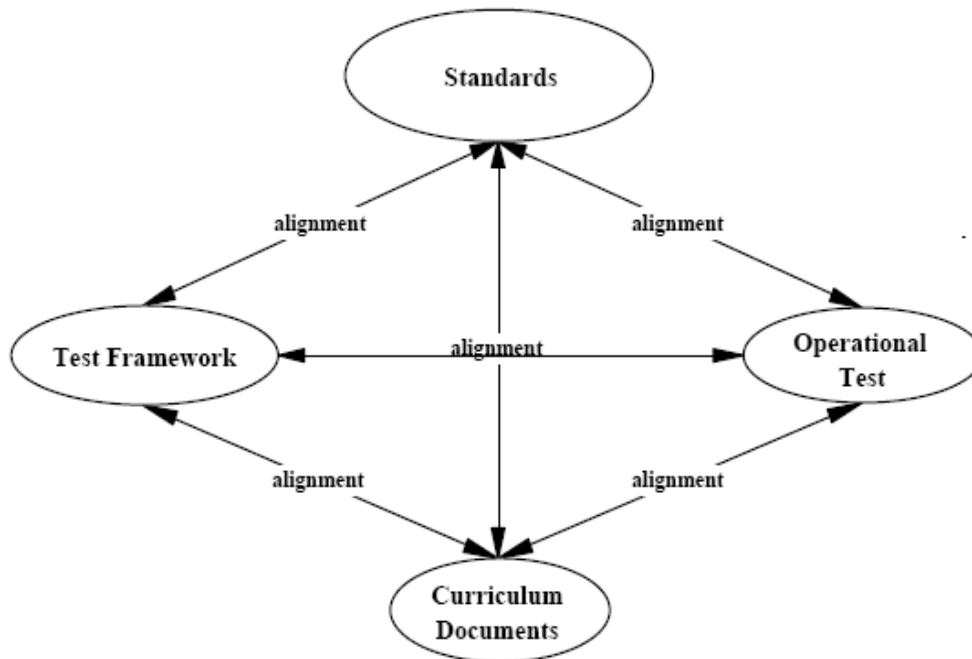 Standards
alignment
alignment
Test Framework
alignment
Operational
Test
alignment
alignment
Curriculum
Documents